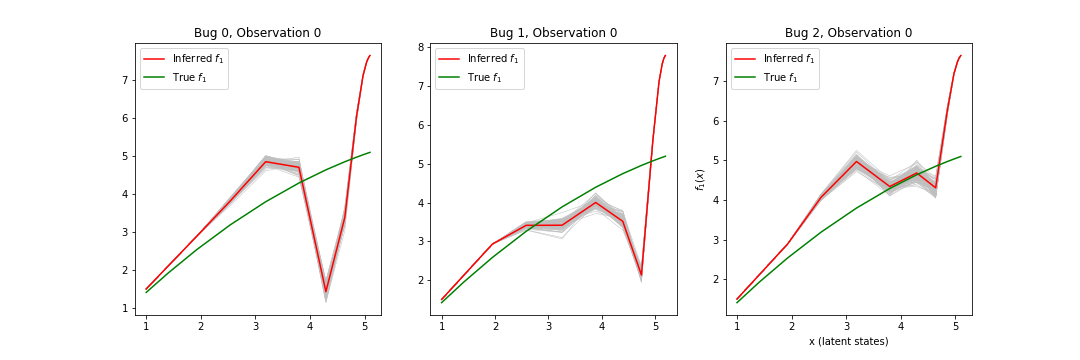 Bug 0, Observation 0
Inferred f₁
True f₁
7
6
5
4
3
2
1
1 2 3 4 5
Bug 1, Observation 0
Inferred f₁
True f₁
8
7
6
5
4
3
2
1 2 3 4 5
Bug 2, Observation 0
Inferred f₁
True f₁
f₁(x)
7
6
5
4
3
2
1 2 3 4 5
x (latent states)